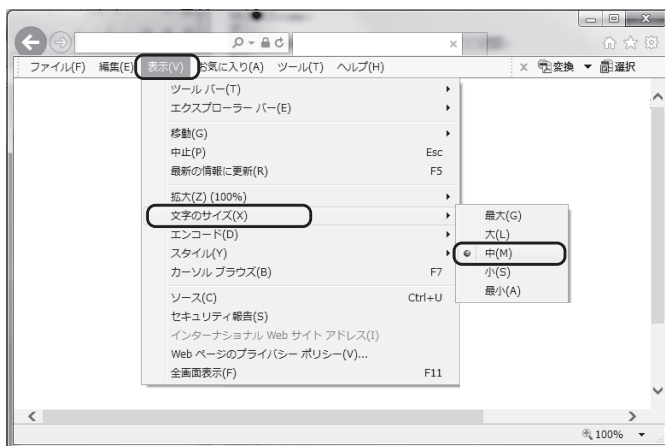 ファイル(F) 編集(E) 表示(V) お気に入り(A) ツール(T) ヘルプ(H) x 変換 ▼ 選択
ツール バー(T)
エクスプローラー バー(E)
移動(G)
中止(P) Esc
最新の情報に更新(R) F5
拡大(Z) (100%)
文字のサイズ(X)
エンコード(D)
スタイル(Y)
カーソル ブラウズ(B) F7
ソース(C) Ctrl+U
セキュリティ報告(S)
インターナショナル Web サイト アドレス(I)
Web ページのプライバシー ポリシー(V)...
全画面表示(F) F11
最大(G)
大(L)
中(M)
小(S)
最小(A)
100%